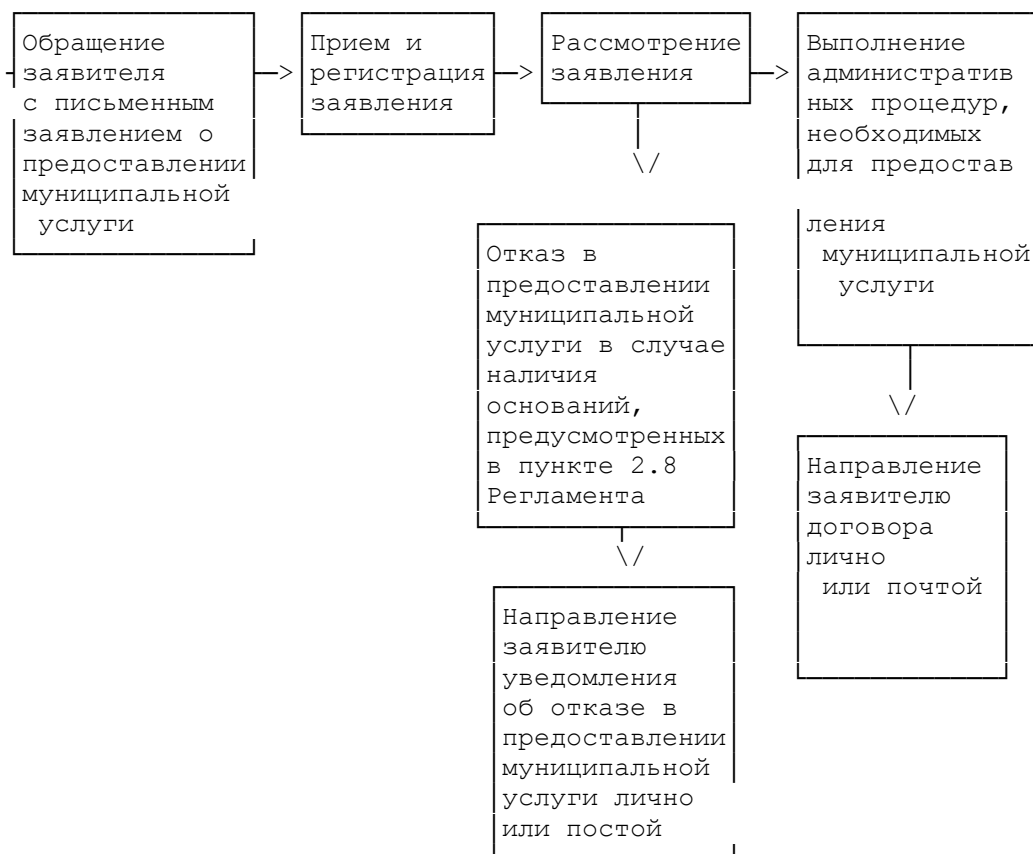 Обращение
заявителя
с письменным
заявлением о
предоставлении
муниципальной
услуги
Прием и
регистрация
заявления
Рассмотрение
заявления
Выполнение
административ
ных процедур,
необходимых
для предостав
ления
муниципальной
услуги
Отказ в
предоставлении
муниципальной
услуги в случае
наличия
оснований,
предусмотренных
в пункте 2.8
Регламента
Направление
заявителю
договора
лично
или почтой
Направление
заявителю
уведомления
об отказе в
предоставлении
муниципальной
услуги лично
или постой